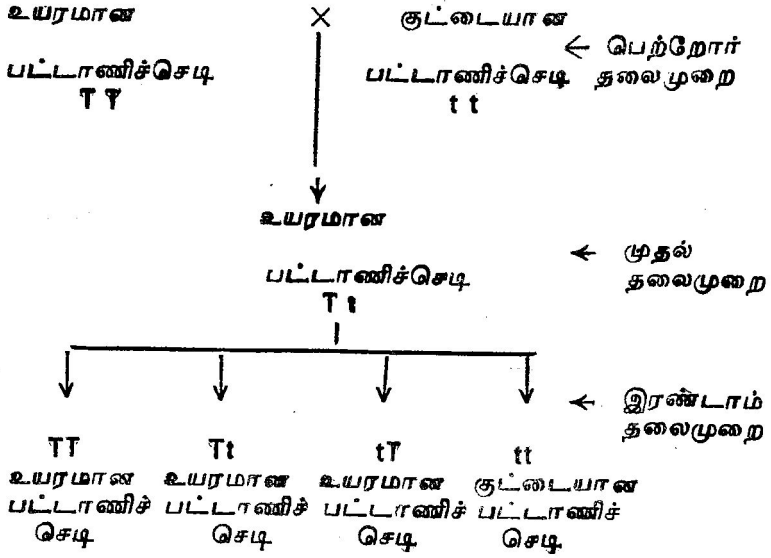 உயரமான × குட்டையான
← பெற்றோர்
பட்டாணிச்செடி பட்டாணிச்செடி தலைமுறை
TT tt
உயரமான
← முதல்
பட்டாணிச்செடி தலைமுறை
Tt
← இரண்டாம்
தலைமுறை
TT Tt tT tt
உயரமான உயரமான உயரமான குட்டையான
பட்டாணிச் பட்டாணிச் பட்டாணிச் பட்டாணிச்
செடி செடி செடி செடி